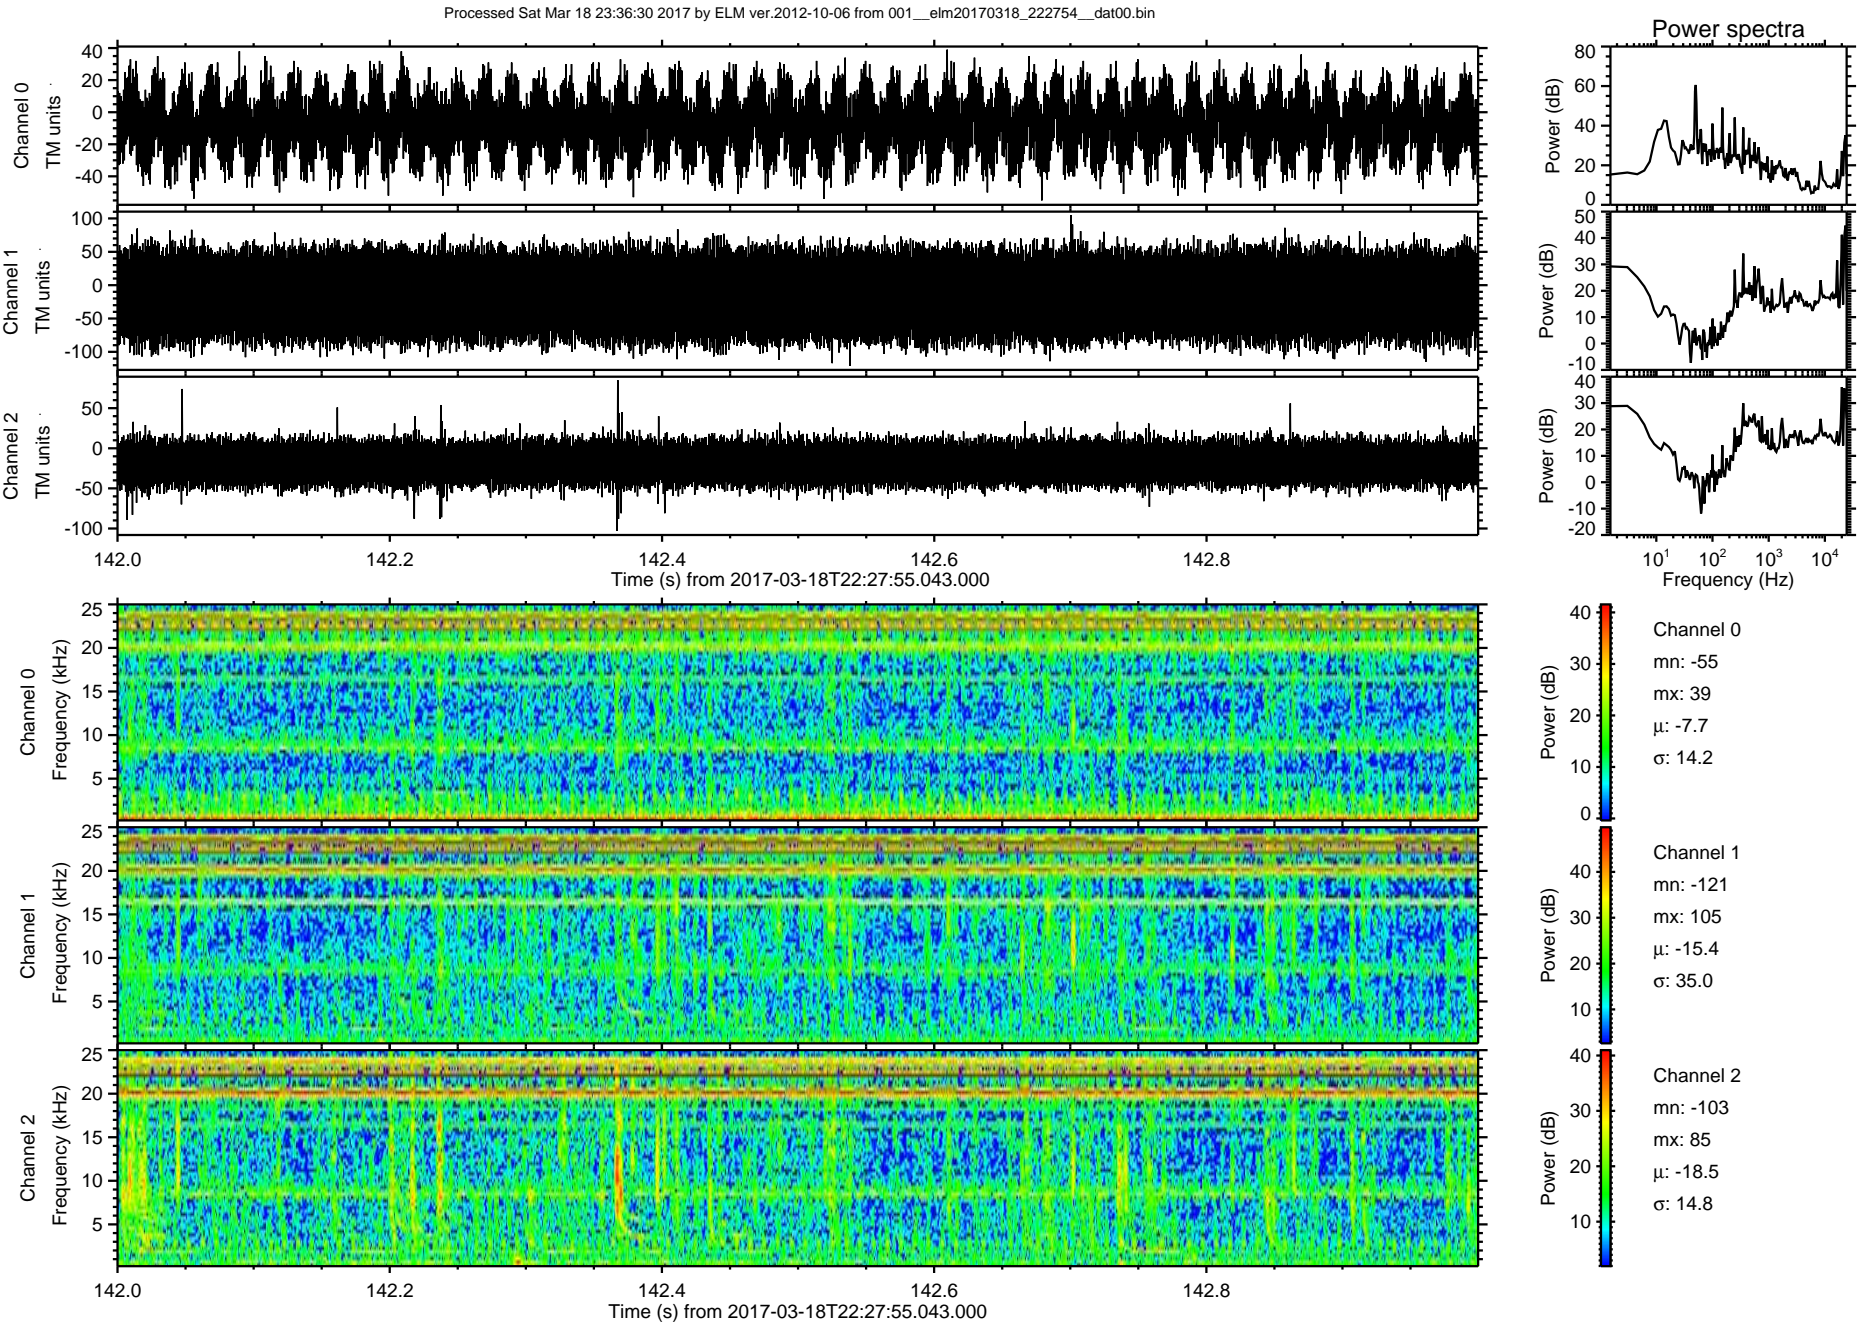 Processed Sat Mar 18 23:36:30 2017 by ELM ver.2012-10-06 from 001__elm20170318_222754__dat00.bin
Power spectra
Channel 0
TM units
40
20
0
-20
-40
Power (dB)
80
60
40
20
0
Channel 1
TM units
100
50
0
-50
-100
Power (dB)
50
40
30
20
10
0
-10
Channel 2
TM units
50
0
-50
-100
Power (dB)
40
30
20
10
0
-10
-20
142.0 142.2 142.4 142.6 142.8
Time (s) from 2017-03-18T22:27:55.043.000
10^1 10^2 10^3 10^4
Frequency (Hz)
Channel 0
Frequency (kHz)
25
20
15
10
5
Power (dB)
40
30
20
10
0
Channel 0
mn: -55
mx: 39
μ: -7.7
σ: 14.2
Channel 1
Frequency (kHz)
25
20
15
10
5
Power (dB)
40
30
20
10
Channel 1
mn: -121
mx: 105
μ: -15.4
σ: 35.0
Channel 2
Frequency (kHz)
25
20
15
10
5
Power (dB)
40
30
20
10
Channel 2
mn: -103
mx: 85
μ: -18.5
σ: 14.8
142.0 142.2 142.4 142.6 142.8
Time (s) from 2017-03-18T22:27:55.043.000